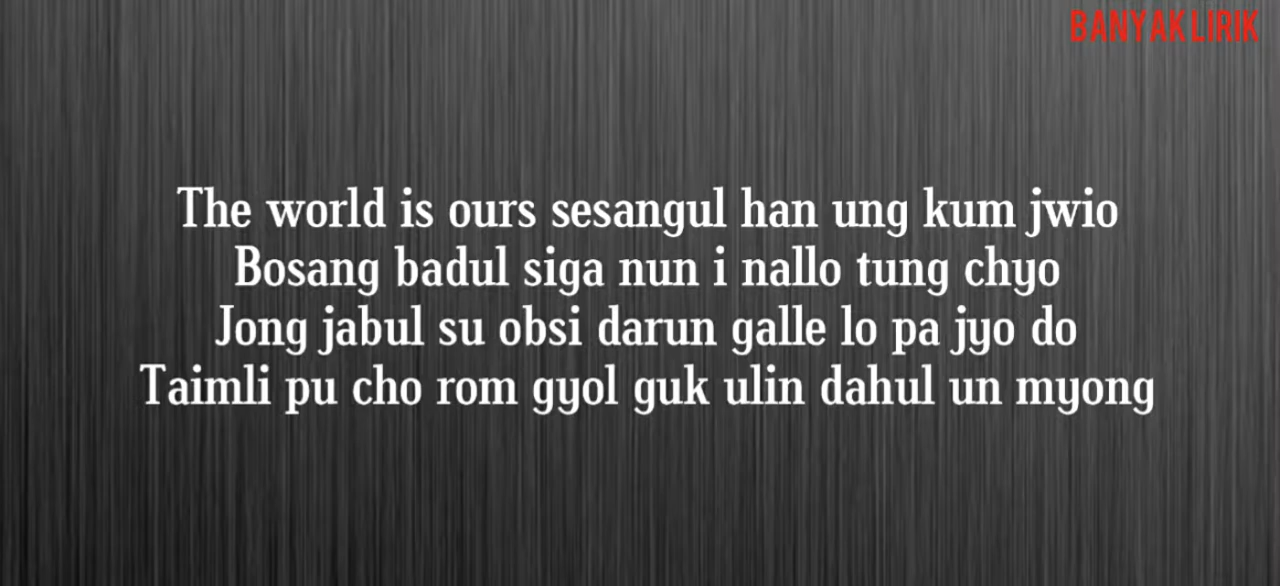 BANYAK LIRIK
The world is ours sesangul han ung kum jwio
Bosang badul siga nun i nallo tung chyo
Jong jabul su obsi darun galle lo pa jyo do
Taimli pu cho rom gyol guk ulin dahul un myong